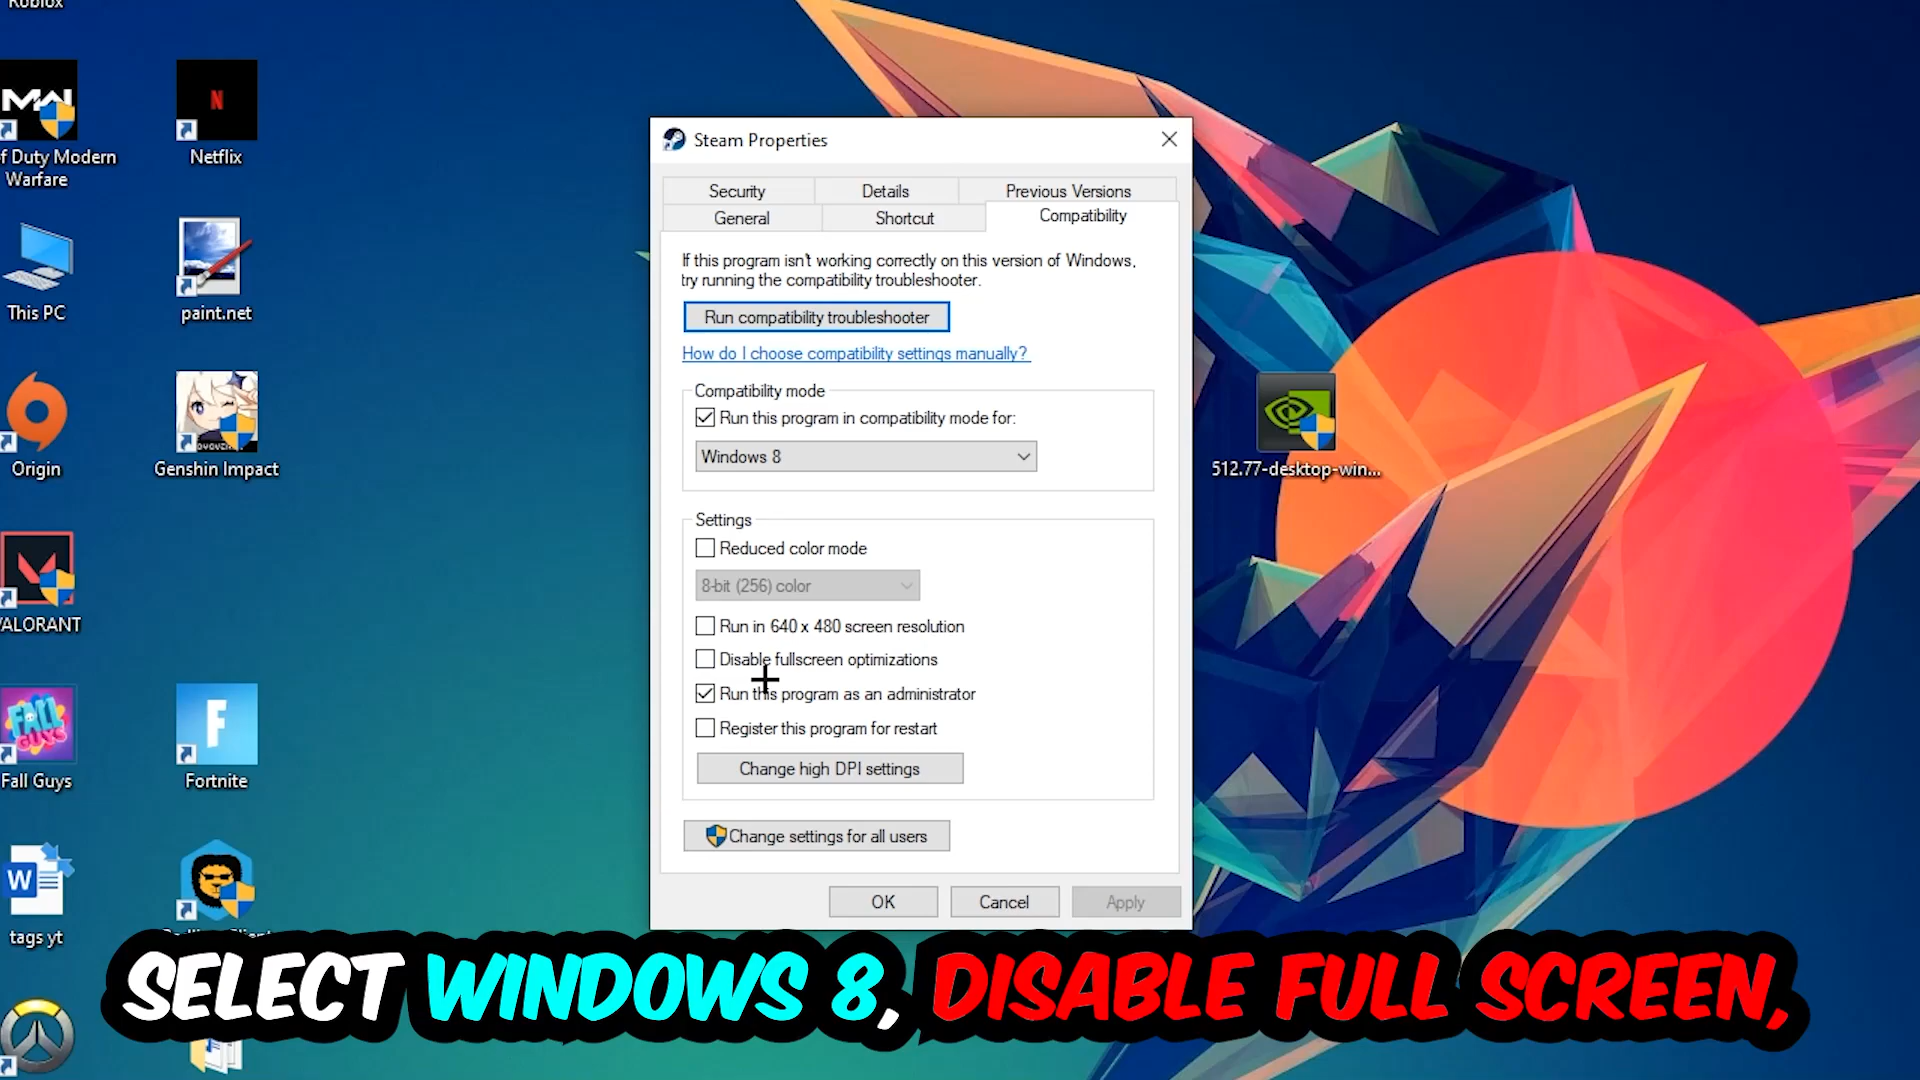 Roblox
f Duty Modern
Warfare
Netflix
This PC
paint.net
Origin
Genshin Impact
VALORANT
Fall Guys
Fortnite
W
tags yt
Steam Properties
Security
Details
Previous Versions
General
Shortcut
Compatibility
If this program isn't working correctly on this version of Windows,
try running the compatibility troubleshooter.
Run compatibility troubleshooter
How do I choose compatibility settings manually?
Compatibility mode
Run this program in compatibility mode for:
Windows 8
Settings
Reduced color mode
8-bit (256) color
Run in 640 x 480 screen resolution
Disable fullscreen optimizations
Run this program as an administrator
Register this program for restart
Change high DPI settings
Change settings for all users
OK
Cancel
Apply
512.77-desktop-win...
SELECT WINDOWS 8, DISABLE FULL SCREEN,